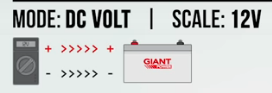 MODE: DC VOLT | SCALE: 12V
+ >>>>> +
- >>>>> -
GIANT
POWER